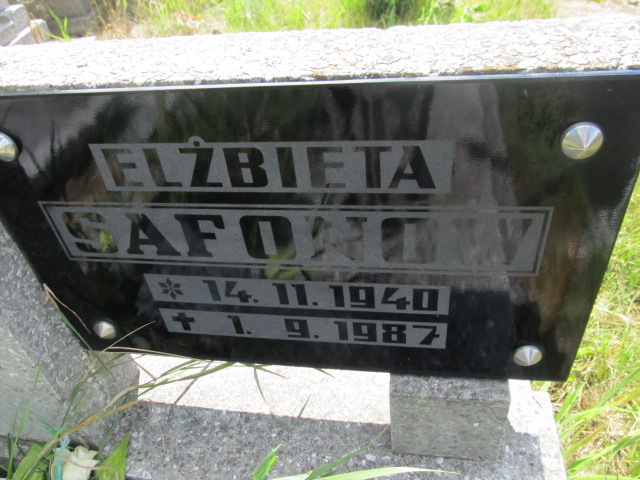 ELŻBIETA
SAFONOW
* 14. 11. 1940
✝ 1. 9. 1987